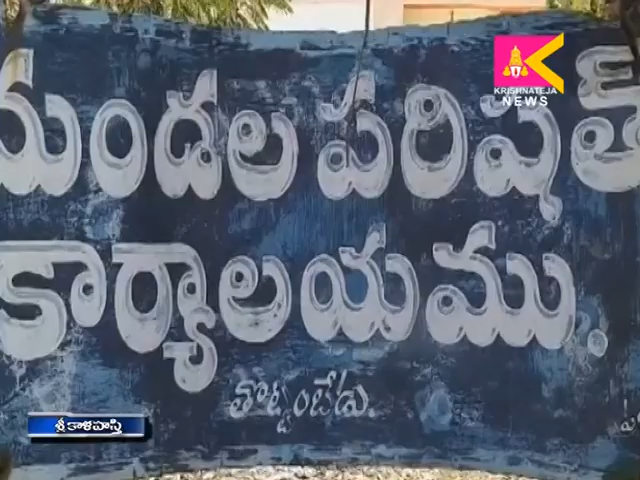 KRISHNATEJA
NEWS
మండల పరిషత్
కార్యాలయము.
తొట్టంబేడు.
శ్రీకాళహస్తి